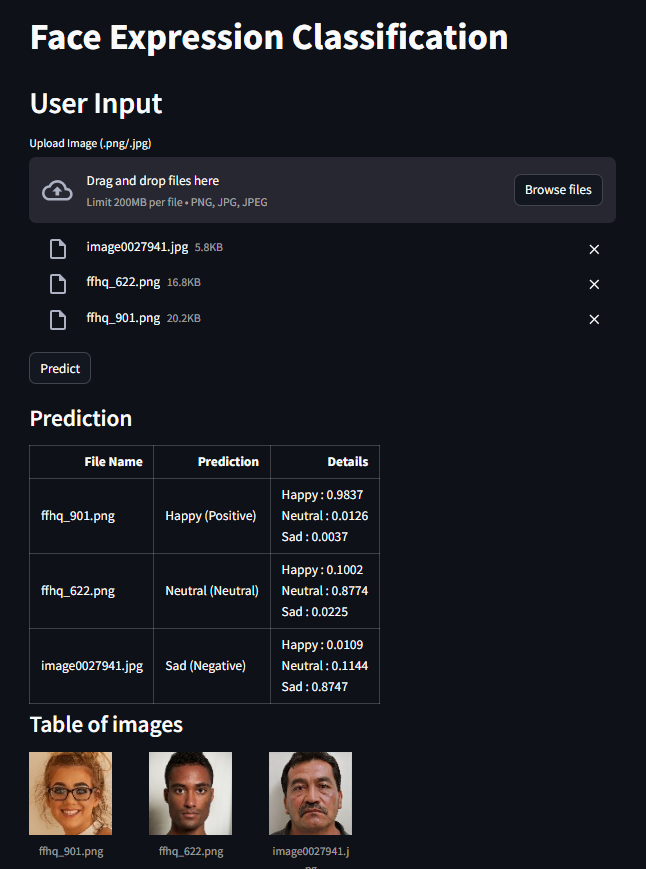 Face Expression Classification
User Input
Upload Image (.png/.jpg)
Drag and drop files here
Limit 200MB per file • PNG, JPG, JPEG
Browse files
image0027941.jpg 5.8KB
ffhq_622.png 16.8KB
ffhq_901.png 20.2KB
Predict
Prediction
File Name Prediction Details
ffhq_901.png Happy (Positive)
Happy : 0.9837
Neutral : 0.0126
Sad : 0.0037
ffhq_622.png Neutral (Neutral)
Happy : 0.1002
Neutral : 0.8774
Sad : 0.0225
image0027941.jpg Sad (Negative)
Happy : 0.0109
Neutral : 0.1144
Sad : 0.8747
Table of images
ffhq_901.png ffhq_622.png image0027941.j
pg